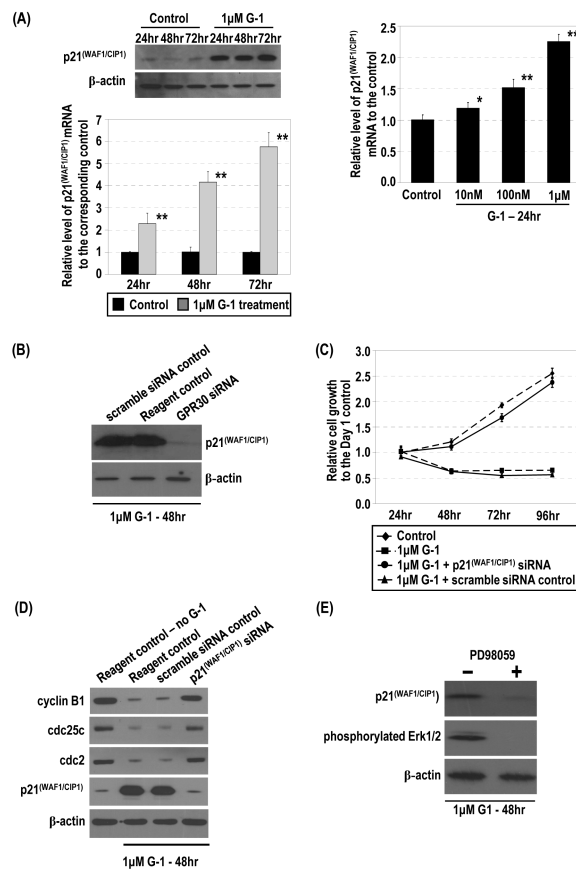 (A)
Control 1μM G-1
24hr 48hr 72hr 24hr 48hr 72hr
p21(WAF1/CIP1)
β-actin
Relative level of p21(WAF1/CIP1) mRNA
to the corresponding control
7
6
5
4
3
2
1
0
**
**
**
24hr 48hr 72hr
Control 1μM G-1 treatment
Relative level of p21(WAF1/CIP1)
mRNA to the control
2.5
2.0
1.5
1.0
0.5
0.0
*
**
**
Control 10nM 100nM 1μM
G-1 – 24hr
(B)
scramble siRNA control
Reagent control
GPR30 siRNA
p21(WAF1/CIP1)
β-actin
1μM G-1 - 48hr
(C)
Relative cell growth
to the Day 1 control
3.0
2.5
2.0
1.5
1.0
0.5
0
24hr 48hr 72hr 96hr
Control
1μM G-1
1μM G-1 + p21(WAF1/CIP1) siRNA
1μM G-1 + scramble siRNA control
(D)
Reagent control – no G-1
Reagent control
scramble siRNA control
p21(WAF1/CIP1) siRNA
cyclin B1
cdc25c
cdc2
p21(WAF1/CIP1)
β-actin
1μM G-1 - 48hr
(E)
PD98059
– +
p21(WAF1/CIP1)
phosphorylated Erk1/2
β-actin
1μM G1 - 48hr